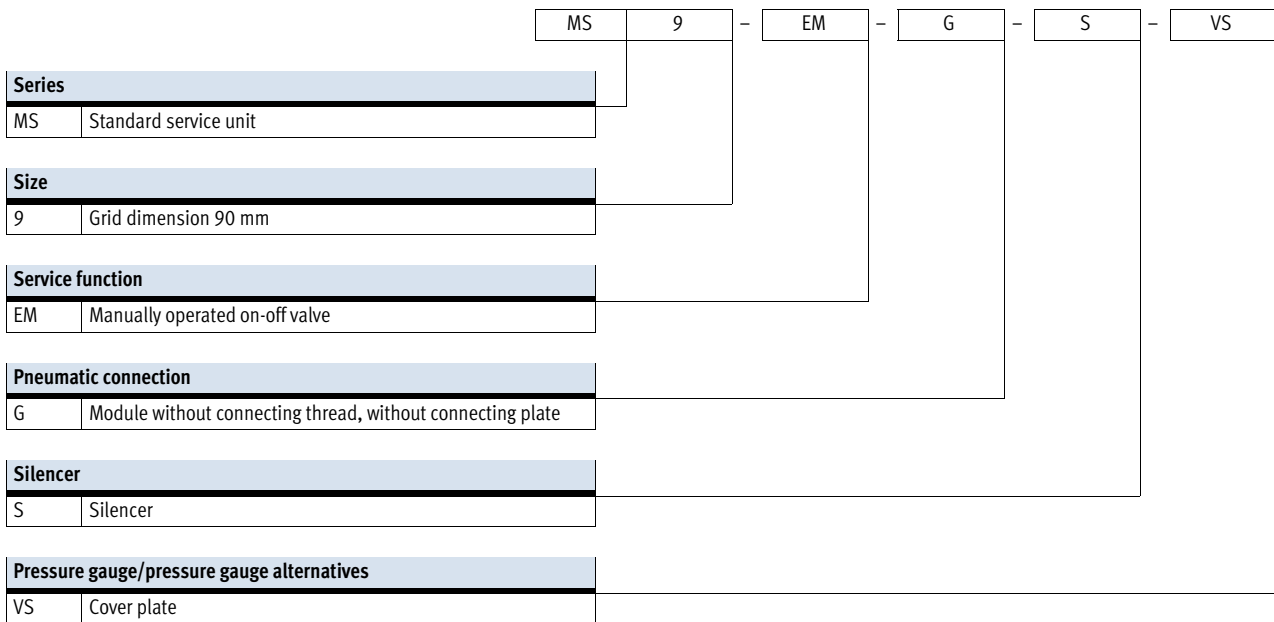 MS 9 – EM – G – S – VS
Series
MS Standard service unit
Size
9 Grid dimension 90 mm
Service function
EM Manually operated on-off valve
Pneumatic connection
G Module without connecting thread, without connecting plate
Silencer
S Silencer
Pressure gauge/pressure gauge alternatives
VS Cover plate